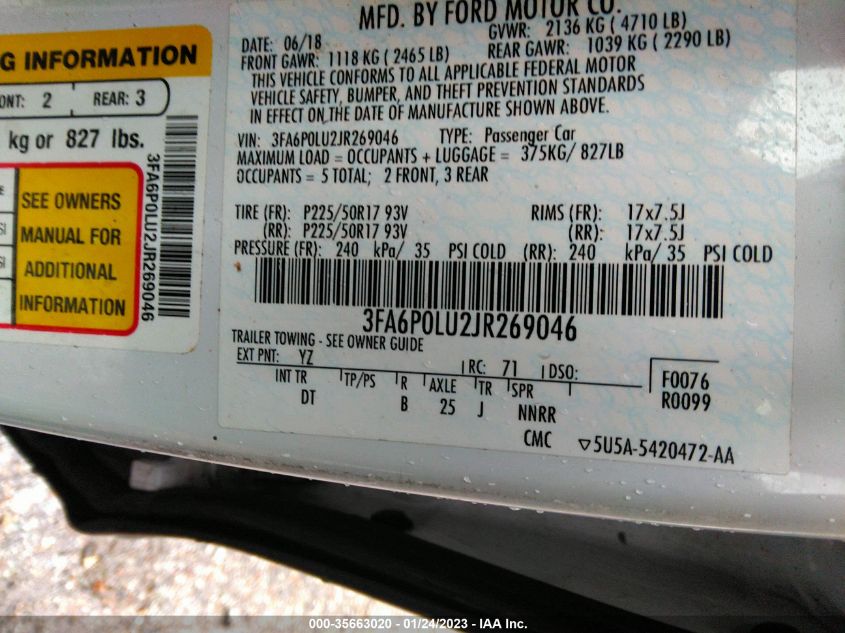 G INFORMATION
ONT: 2 REAR: 3
kg or 827 lbs.
SEE OWNERS
MANUAL FOR
ADDITIONAL
INFORMATION
3FA6P0LU2JR269046
MFD. BY FORD MOTOR CO.
DATE: 06/18 GVWR: 2136 KG ( 4710 LB)
FRONT GAWR: 1118 KG ( 2465 LB) REAR GAWR: 1039 KG ( 2290 LB)
THIS VEHICLE CONFORMS TO ALL APPLICABLE FEDERAL MOTOR
VEHICLE SAFETY, BUMPER, AND THEFT PREVENTION STANDARDS
IN EFFECT ON THE DATE OF MANUFACTURE SHOWN ABOVE.
VIN: 3FA6P0LU2JR269046 TYPE: Passenger Car
MAXIMUM LOAD = OCCUPANTS + LUGGAGE = 375KG/ 827LB
OCCUPANTS = 5 TOTAL; 2 FRONT, 3 REAR
TIRE (FR): P225/50R17 93V RIMS (FR): 17x7.5J
(RR): P225/50R17 93V (RR): 17x7.5J
PRESSURE (FR): 240 kPa/ 35 PSI COLD (RR): 240 kPa/ 35 PSI COLD
3FA6P0LU2JR269046
TRAILER TOWING - SEE OWNER GUIDE
EXT PNT: YZ RC: 71 DSO:
INT TR TP/PS R AXLE TR SPR
DT B 25 J NNRR
F0076
R0099
CMC ▽5U5A-5420472-AA
000-35663020 - 01/24/2023 - IAA Inc.